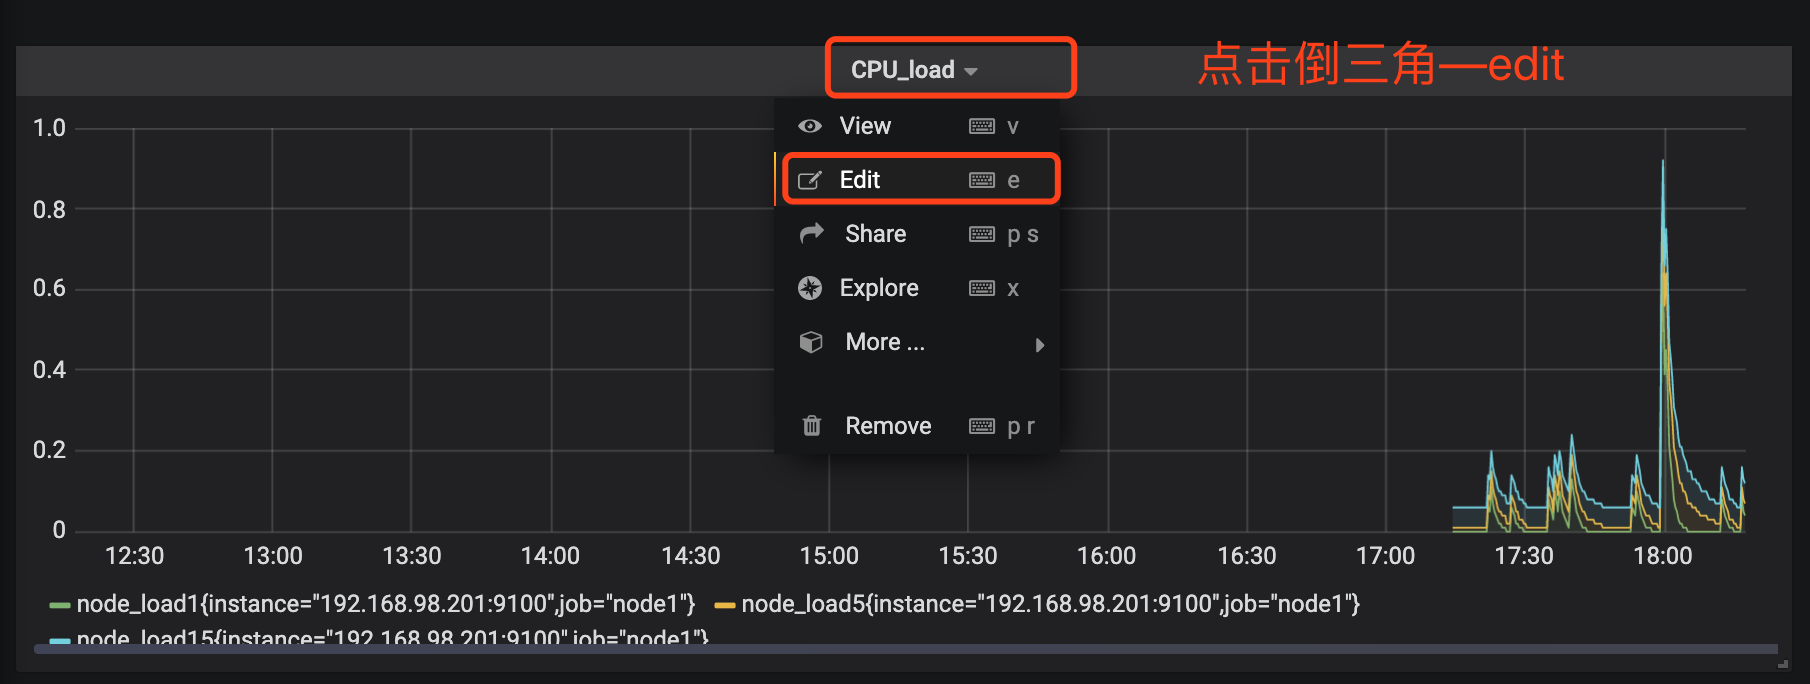 CPU_load
点击倒三角—edit
View v
Edit e
Share p s
Explore x
More ...
Remove p r
1.0
0.8
0.6
0.4
0.2
0
12:30 13:00 13:30 14:00 14:30 15:00 15:30 16:00 16:30 17:00 17:30 18:00
node_load1{instance="192.168.98.201:9100",job="node1"} node_load5{instance="192.168.98.201:9100",job="node1"}
node_load15{instance="192.168.98.201:9100",job="node1"}